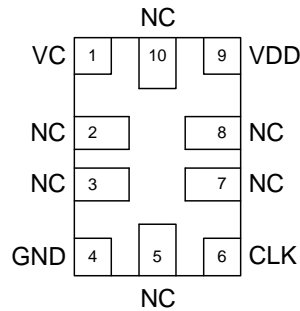 NC
VC 1 10 9 VDD
NC 2 8 NC
NC 3 7 NC
GND 4 5 6 CLK
NC